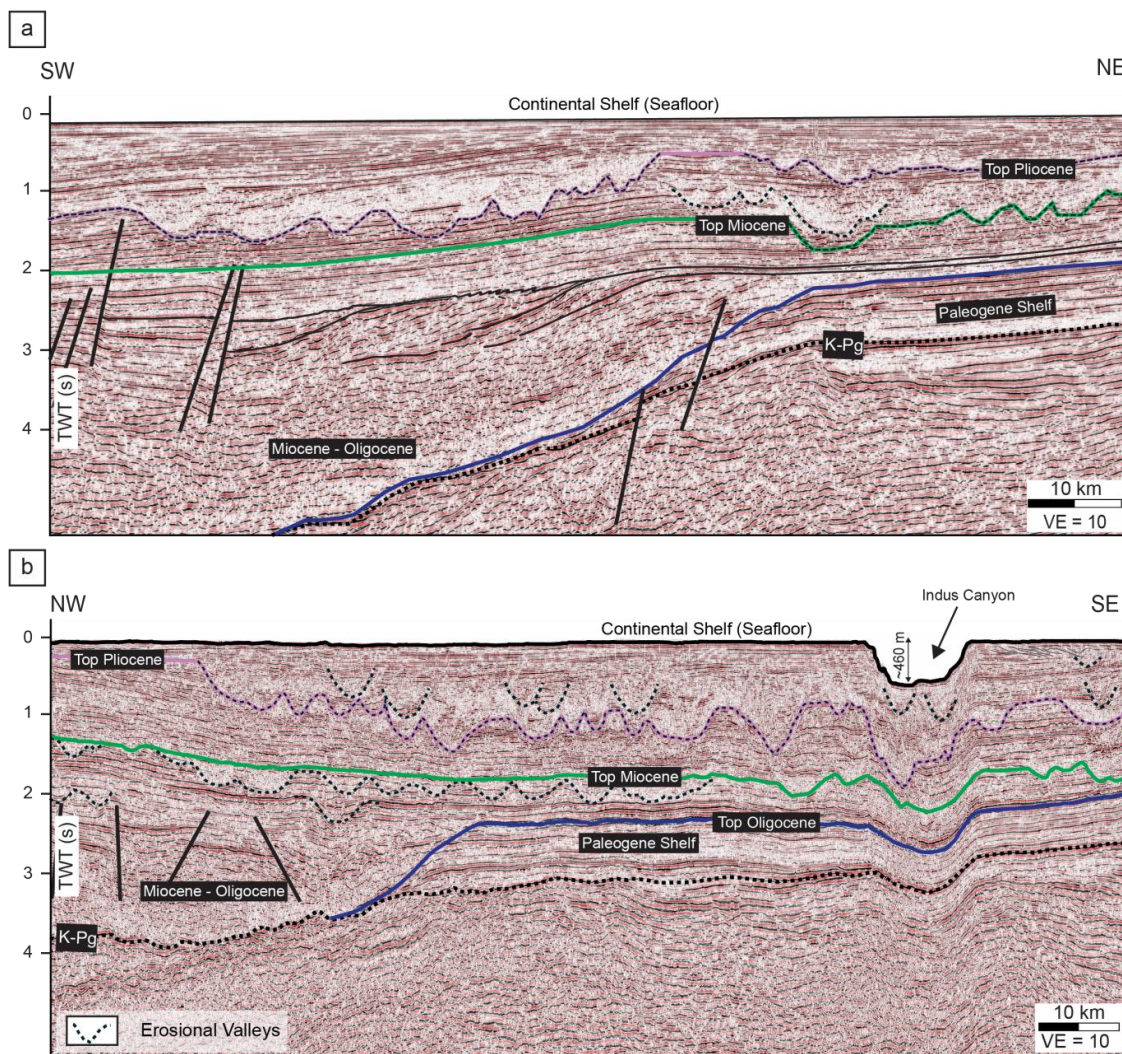 a
SW
NE
Continental Shelf (Seafloor)
0
Top Pliocene
1
Top Miocene
2
Paleogene Shelf
K-Pg
3
TWT (s)
4
Miocene - Oligocene
10 km
VE = 10
b
NW
Indus Canyon
SE
Continental Shelf (Seafloor)
0
Top Pliocene
~460 m
1
Top Miocene
2
Top Oligocene
TWT (s)
Paleogene Shelf
3
Miocene - Oligocene
K-Pg
4
Erosional Valleys
10 km
VE = 10